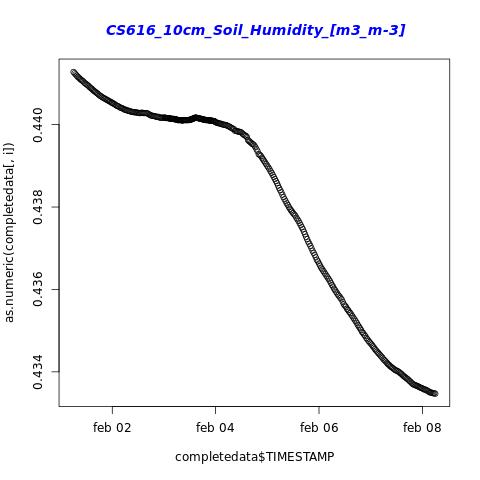 CS616_10cm_Soil_Humidity_[m3_m-3]
as.numeric(completedata[, i])
0.440
0.438
0.436
0.434
feb 02
feb 04
feb 06
feb 08
completedata$TIMESTAMP